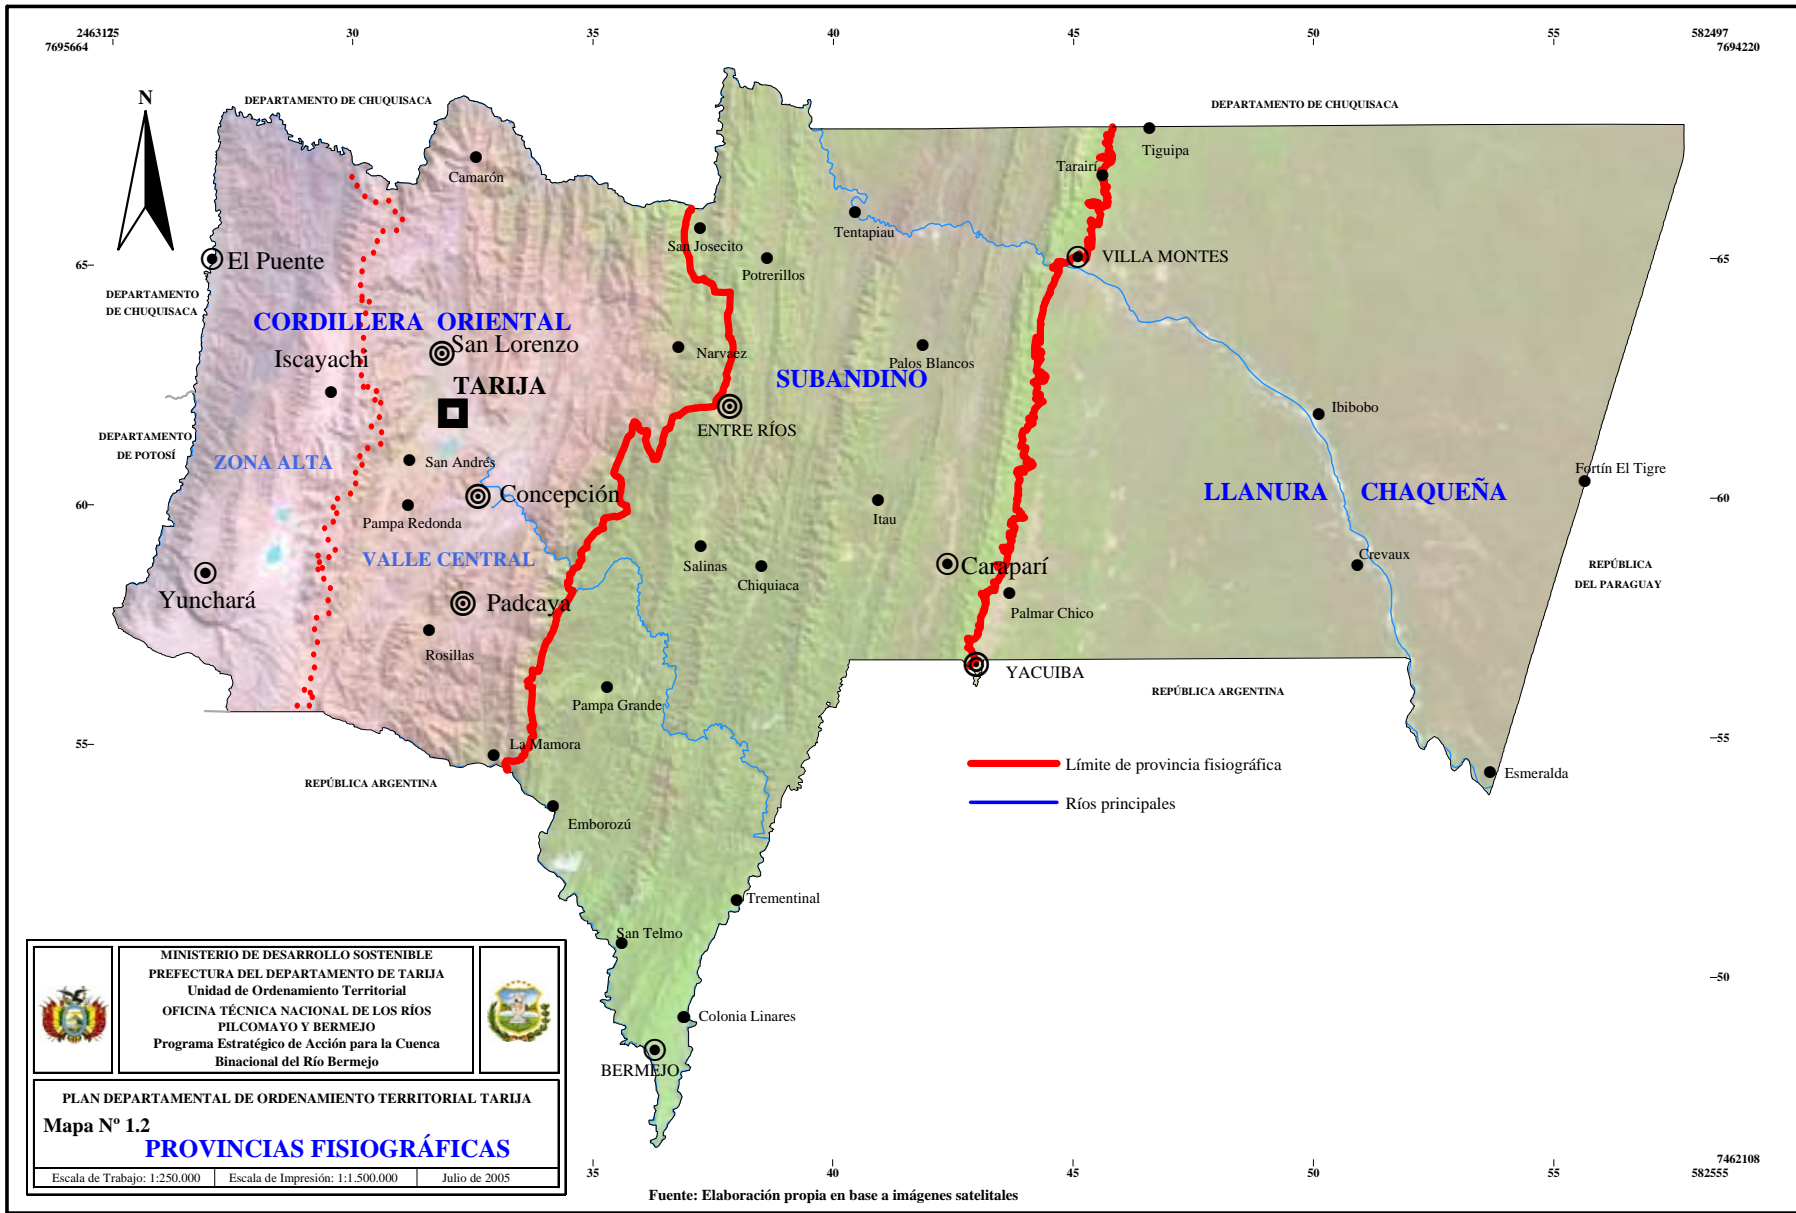 246312
25
30
35
40
45
50
55
582497
7695664
7694220
N
DEPARTAMENTO DE CHUQUISACA
DEPARTAMENTO DE CHUQUISACA
Camarón
Tiguipa
Tarairí
Tentapiau
San Josecito
Potrerillos
VILLA MONTES
El Puente
65
65
DEPARTAMENTO
DE CHUQUISACA
CORDILLERA ORIENTAL
San Lorenzo
Iscayachi
Narvaez
Palos Blancos
SUBANDINO
TARIJA
ENTRE RÍOS
Ibibobo
DEPARTAMENTO
DE POTOSÍ
ZONA ALTA
San Andrés
Fortín El Tigre
Concepción
LLANURA CHAQUEÑA
60
60
Pampa Redonda
Itau
VALLE CENTRAL
Salinas
Chiquiaca
Caraparí
Crevaux
REPÚBLICA
DEL PARAGUAY
Yunchará
Padcaya
Palmar Chico
Rosillas
YACUIBA
REPÚBLICA ARGENTINA
Pampa Grande
55
55
La Mamora
REPÚBLICA ARGENTINA
Límite de provincia fisiográfica
Ríos principales
Esmeralda
Emborozú
Trementinal
San Telmo
50
Colonia Linares
BERMEJO
MINISTERIO DE DESARROLLO SOSTENIBLE
PREFECTURA DEL DEPARTAMENTO DE TARIJA
Unidad de Ordenamiento Territorial
OFICINA TÉCNICA NACIONAL DE LOS RÍOS
PILCOMAYO Y BERMEJO
Programa Estratégico de Acción para la Cuenca
Binacional del Río Bermejo
PLAN DEPARTAMENTAL DE ORDENAMIENTO TERRITORIAL TARIJA
Mapa Nº 1.2
PROVINCIAS FISIOGRÁFICAS
Escala de Trabajo: 1:250.000
Escala de Impresión: 1:1.500.000
Julio de 2005
35
40
45
50
55
7462108
582555
Fuente: Elaboración propia en base a imágenes satelitales